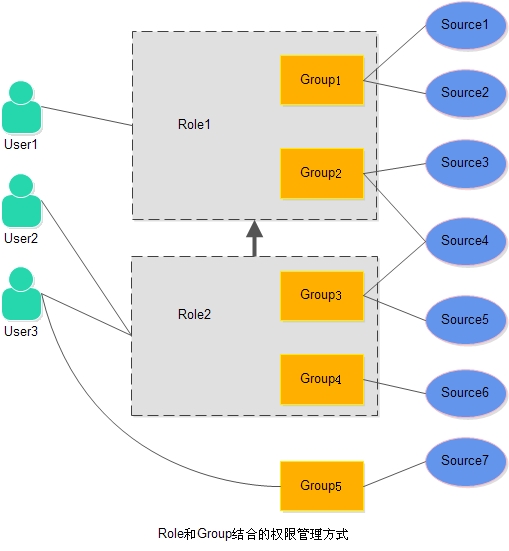 Source1
Group1
Source2
Role1
User1
Source3
Group2
User2
Source4
Group3
Role2
Source5
User3
Group4
Source6
Source7
Group5
Role和Group结合的权限管理方式